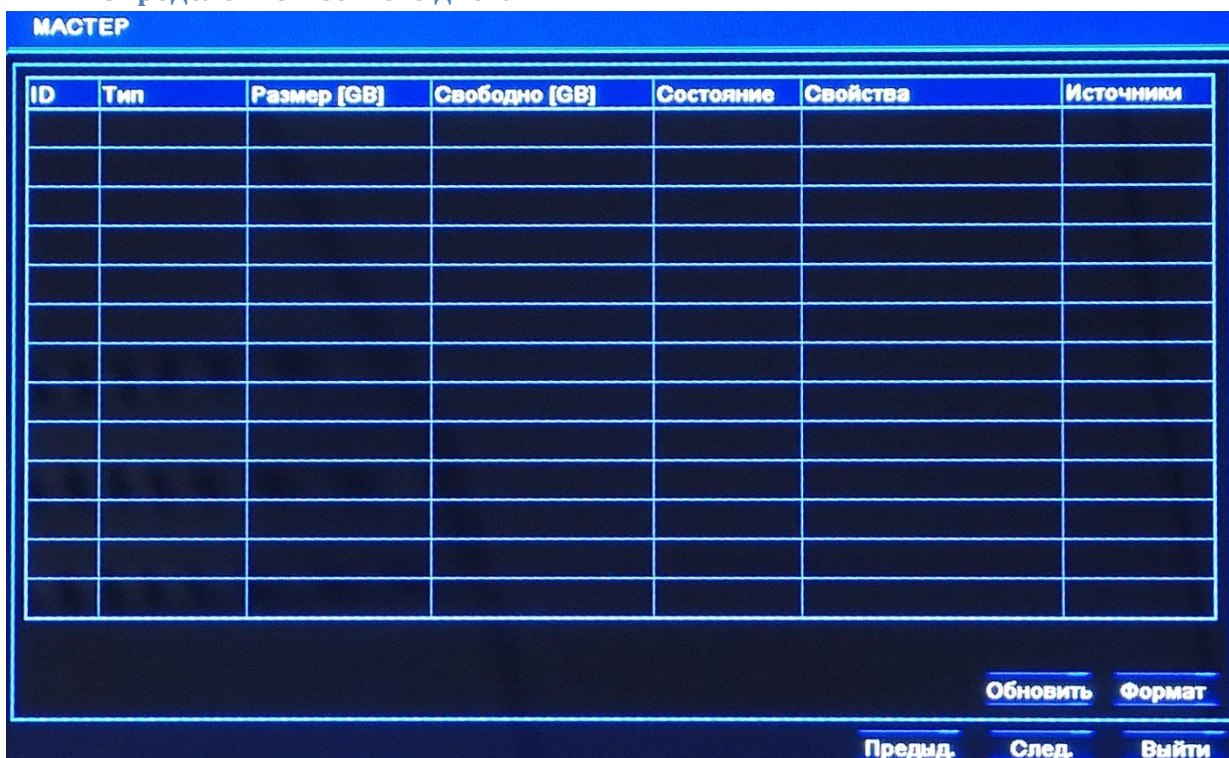 МАСТЕР
ID Тип Размер [GB] Свободно [GB] Состояние Свойства Источники
Обновить Формат
Предыд. След. Выйти